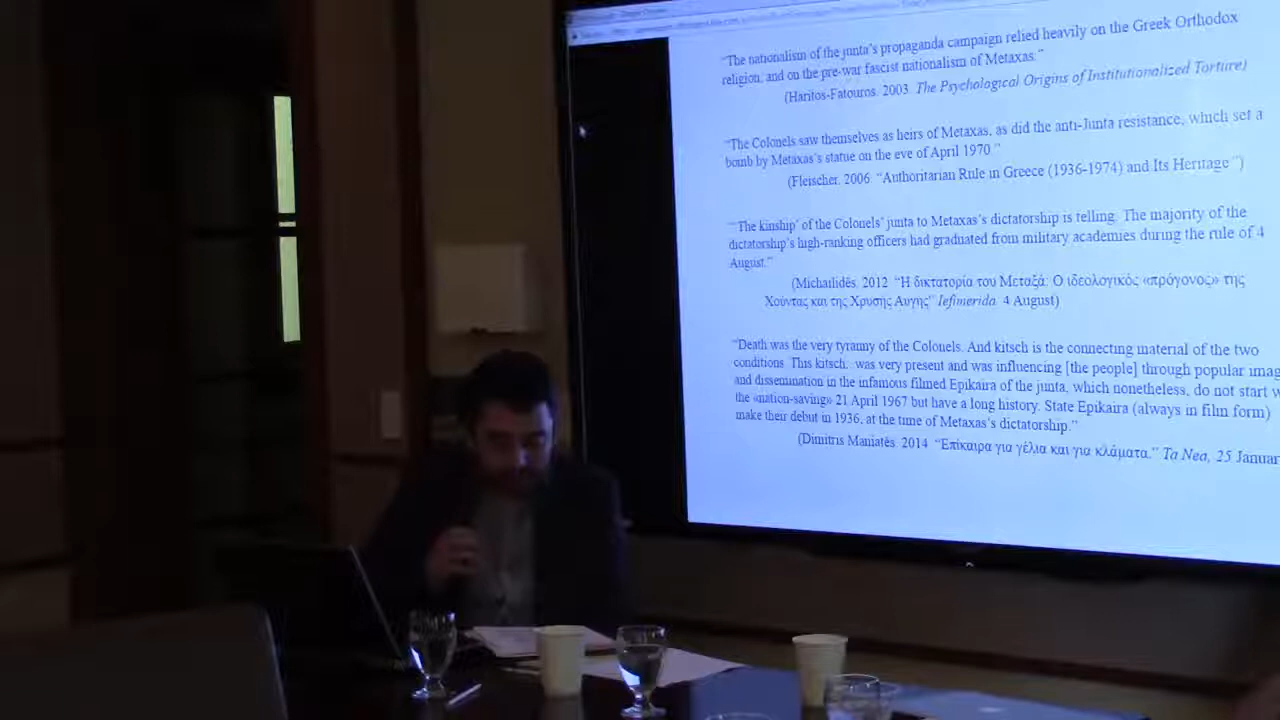 "The nationalism of the junta's propaganda campaign relied heavily on the Greek Orthodox
religion, and on the pre-war fascist nationalism of Metaxas."
(Haritos-Fatouros. 2003. The Psychological Origins of Institutionalized Torture)
"The Colonels saw themselves as heirs of Metaxas, as did the anti-Junta resistance, which set a
bomb by Metaxas's statue on the eve of April 1970."
(Fleischer. 2006. "Authoritarian Rule in Greece (1936-1974) and Its Heritage")
"The 'kinship' of the Colonels' junta to Metaxas's dictatorship is telling. The majority of the
dictatorship's high-ranking officers had graduated from military academies during the rule of 4
August."
(Michailidēs. 2012. "Η δικτατορία του Μεταξά: Ο ιδεολογικός «πρόγονος» της
Χούντας και της Χρυσής Αυγής" Iefimerida. 4 August)
"Death was the very tyranny of the Colonels. And kitsch is the connecting material of the two
conditions. This kitsch, was very present and was influencing [the people] through popular imag
and dissemination in the infamous filmed Epikaira of the junta, which nonetheless, do not start w
the «nation-saving» 21 April 1967 but have a long history. State Epikaira (always in film form)
make their debut in 1936, at the time of Metaxas's dictatorship."
(Dimitris Maniatēs. 2014. "Επίκαιρα για γέλια και για κλάματα." Ta Nea, 25 Januar